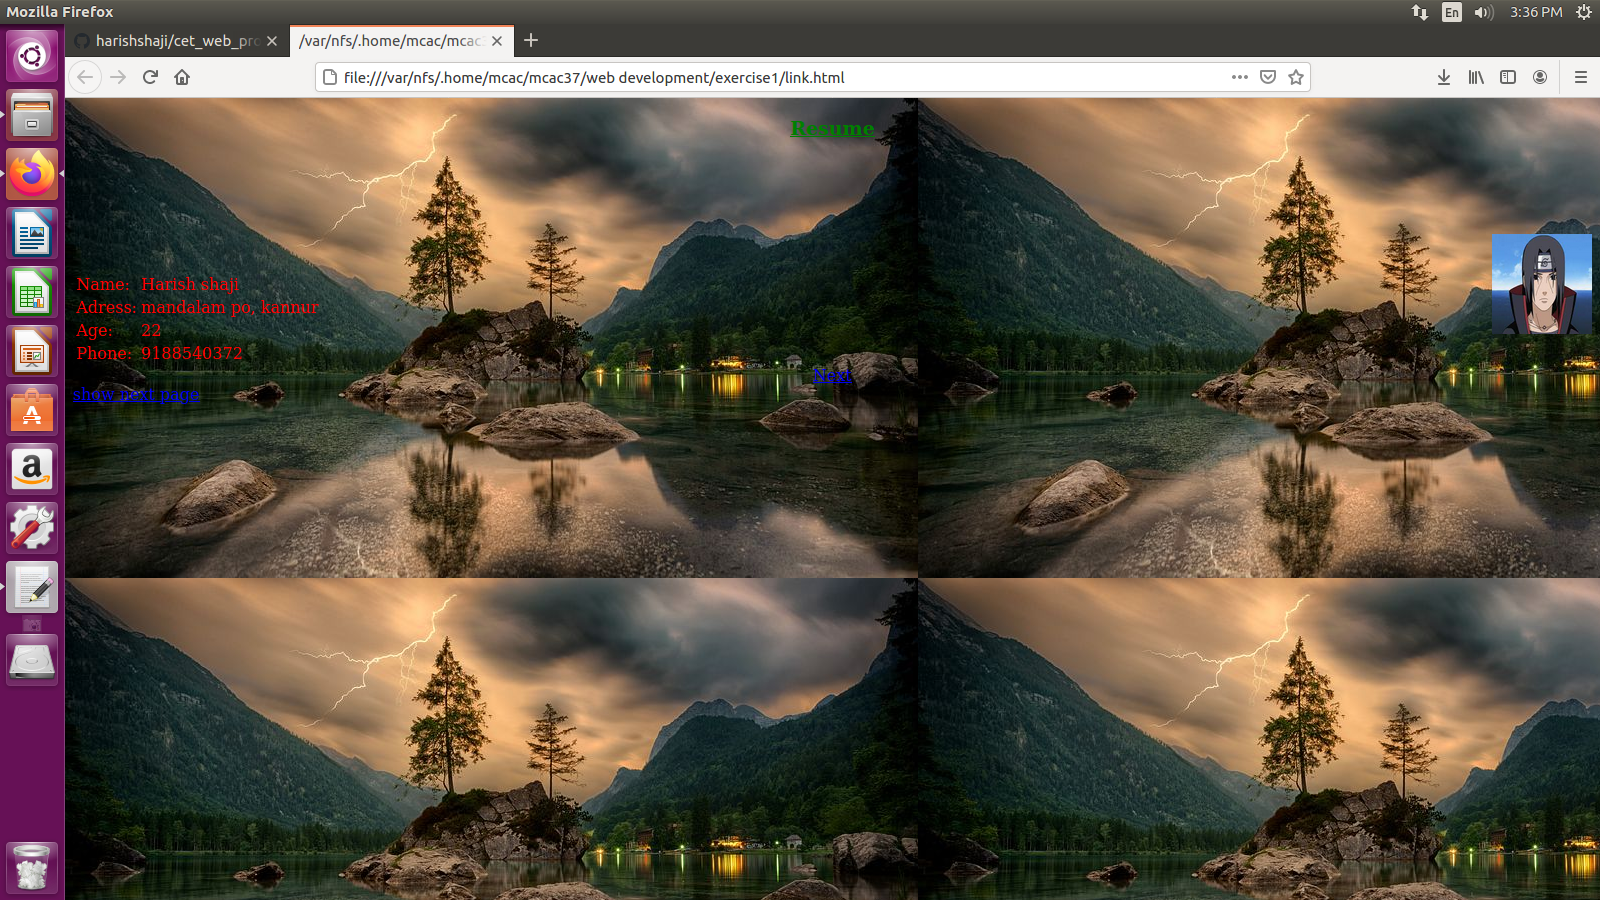 Mozilla Firefox
En
3:36 PM
harishshaji/cet_web_pro
/var/nfs/.home/mcac/mcac3
file:///var/nfs/.home/mcac/mcac37/web development/exercise1/link.html
Resume
Name: Harish shaji
Adress: mandalam po, kannur
Age: 22
Phone: 9188540372
Next
show next page